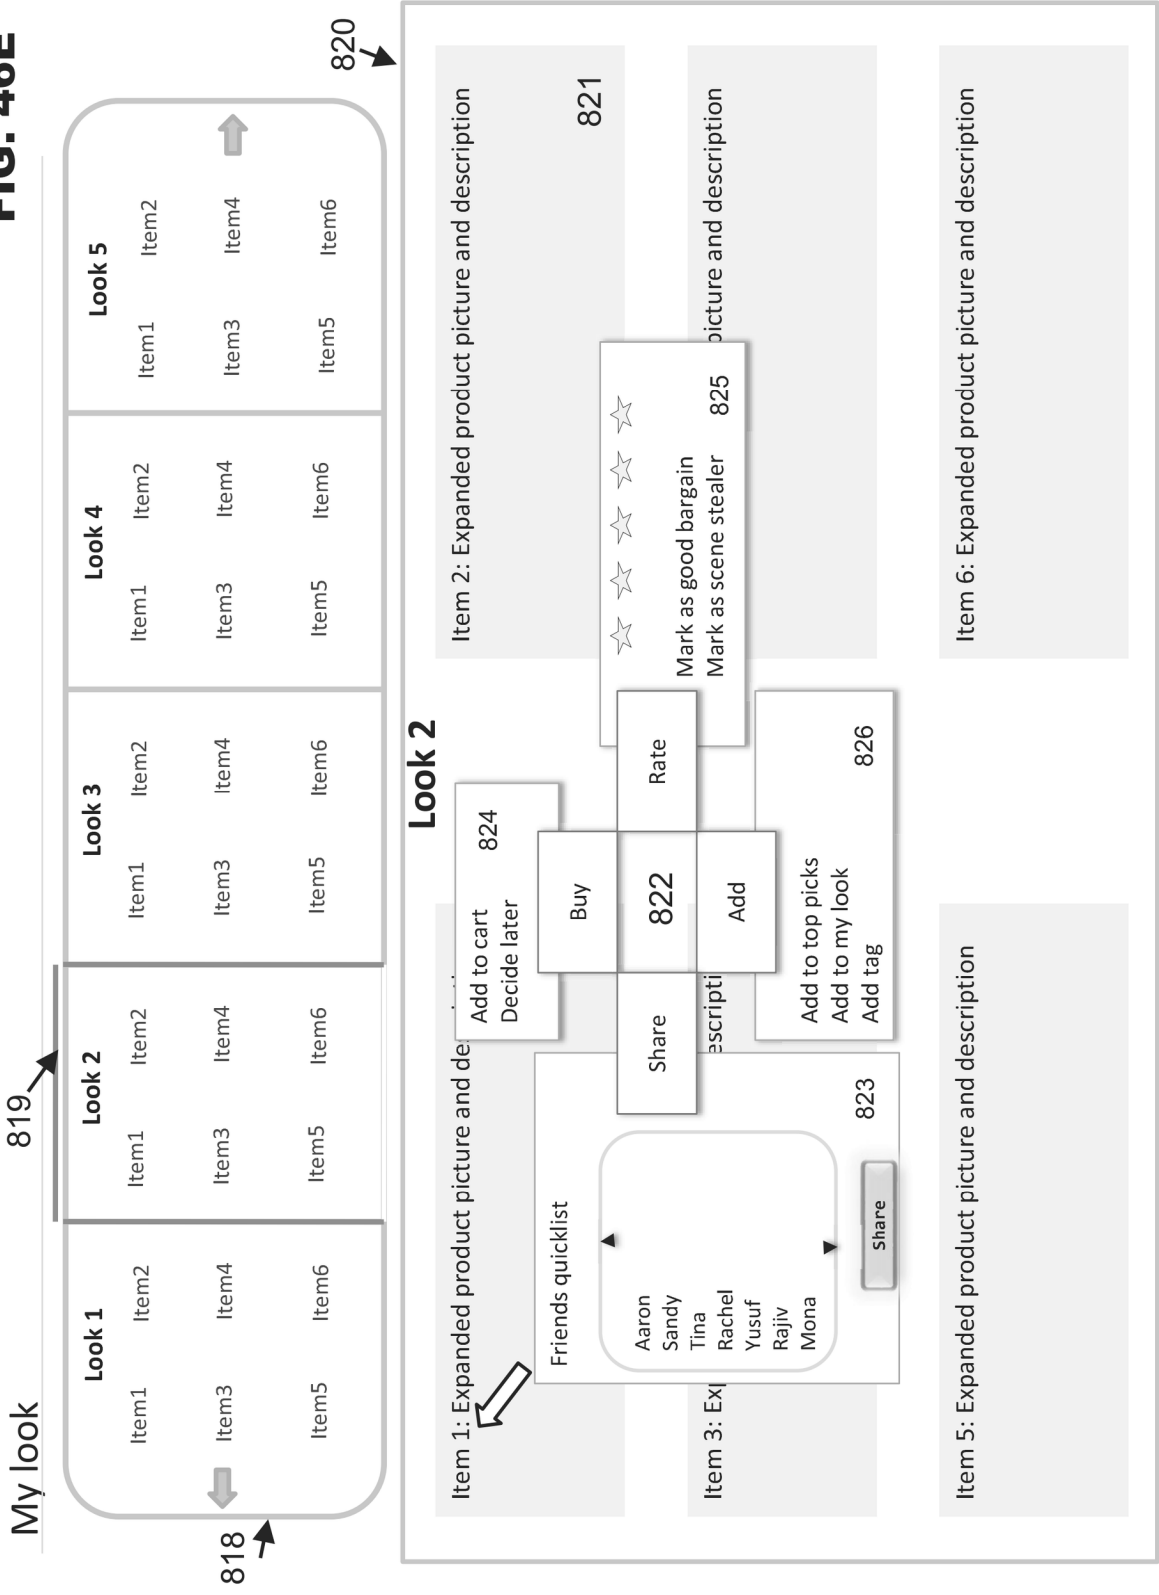 FIG. 46E
My look
819
818
820
Look 1
Item1 Item2
Item3 Item4
Item5 Item6
Look 2
Item1 Item2
Item3 Item4
Item5 Item6
Look 3
Item1 Item2
Item3 Item4
Item5 Item6
Look 4
Item1 Item2
Item3 Item4
Item5 Item6
Look 5
Item1 Item2
Item3 Item4
Item5 Item6
Look 2
Item 1: Expanded product picture and de
Item 2: Expanded product picture and description
821
Add to cart
Decide later
824
Buy
Share
822
Rate
Add
Mark as good bargain
Mark as scene stealer
825
Friends quicklist
Aaron
Sandy
Tina
Rachel
Yusuf
Rajiv
Mona
Share
823
Add to top picks
Add to my look
Add tag
826
Item 3: Exp
escripti
picture and description
Item 5: Expanded product picture and description
Item 6: Expanded product picture and description